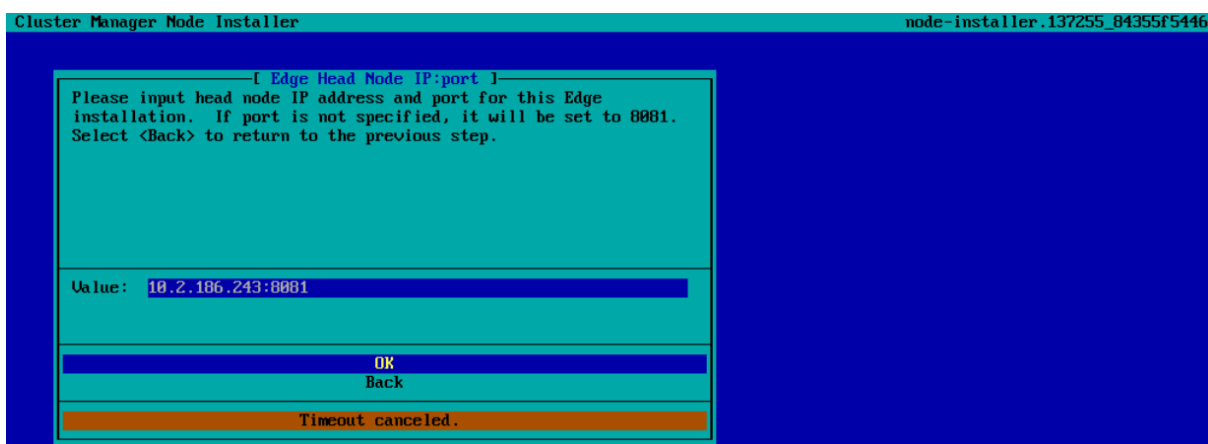 Cluster Manager Node Installer
node-installer.137255_84355f5446
[ Edge Head Node IP:port ]
Please input head node IP address and port for this Edge
installation.  If port is not specified, it will be set to 8081.
Select <Back> to return to the previous step.
Value: 10.2.186.243:8081
OK
Back
Timeout canceled.